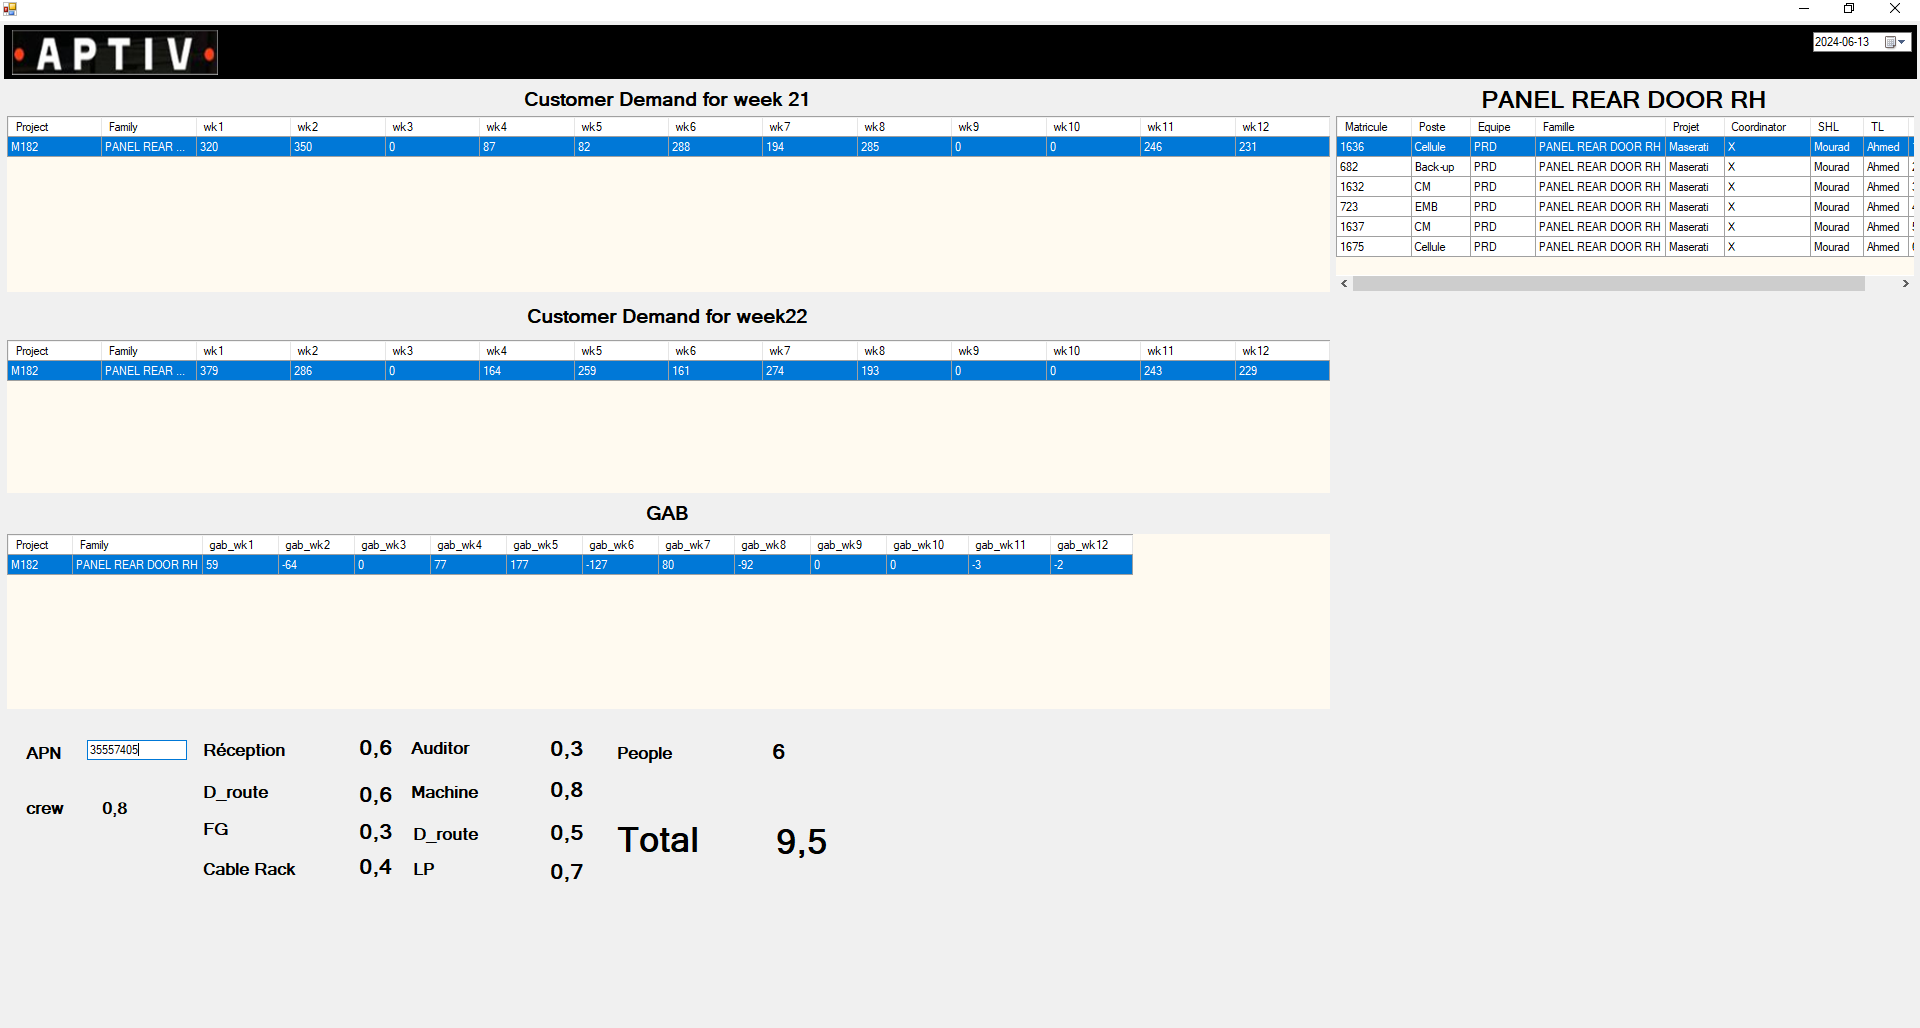 APTIV
2024-06-13
Customer Demand for week 21
Project Family wk1 wk2 wk3 wk4 wk5 wk6 wk7 wk8 wk9 wk10 wk11 wk12
M182 PANEL REAR ... 320 350 0 87 82 288 194 285 0 0 246 231
PANEL REAR DOOR RH
Matricule Poste Equipe Famille Projet Coordinator SHL TL
1636 Cellule PRD PANEL REAR DOOR RH Maserati X Mourad Ahmed
682 Back-up PRD PANEL REAR DOOR RH Maserati X Mourad Ahmed
1632 CM PRD PANEL REAR DOOR RH Maserati X Mourad Ahmed
723 EMB PRD PANEL REAR DOOR RH Maserati X Mourad Ahmed
1637 CM PRD PANEL REAR DOOR RH Maserati X Mourad Ahmed
1675 Cellule PRD PANEL REAR DOOR RH Maserati X Mourad Ahmed
Customer Demand for week22
Project Family wk1 wk2 wk3 wk4 wk5 wk6 wk7 wk8 wk9 wk10 wk11 wk12
M182 PANEL REAR ... 379 286 0 164 259 161 274 193 0 0 243 229
GAB
Project Family gab_wk1 gab_wk2 gab_wk3 gab_wk4 gab_wk5 gab_wk6 gab_wk7 gab_wk8 gab_wk9 gab_wk10 gab_wk11 gab_wk12
M182 PANEL REAR DOOR RH 59 -64 0 77 177 -127 80 -92 0 0 -3 -2
APN 35557405 Réception 0,6 Auditor 0,3 People 6
D_route 0,6 Machine 0,8
crew 0,8
FG 0,3 D_route 0,5 Total 9,5
Cable Rack 0,4 LP 0,7